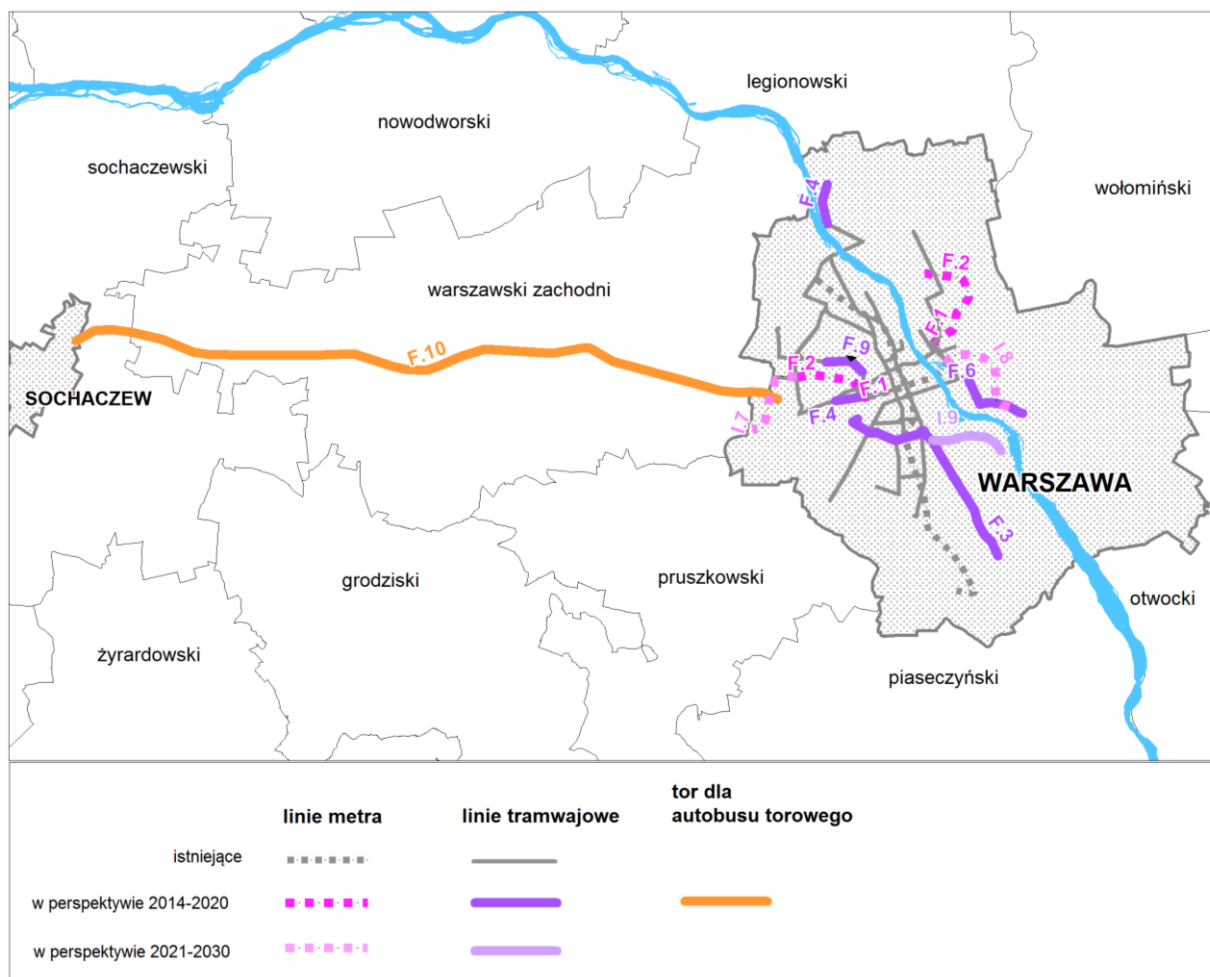 legionowski
nowodworski
sochaczewski
wołomiński
F.4
F.2
warszawski zachodni
F.1
F.9
I.8
F.10
F.2
F.6
F.1
SOCHACZEW
F.4
I.7
I.9
WARSZAWA
F.3
grodziski
pruszkowski
otwocki
żyrardowski
piaseczyński
tor dla
linie metra linie tramwajowe autobusu torowego
istniejące
w perspektywie 2014-2020
w perspektywie 2021-2030